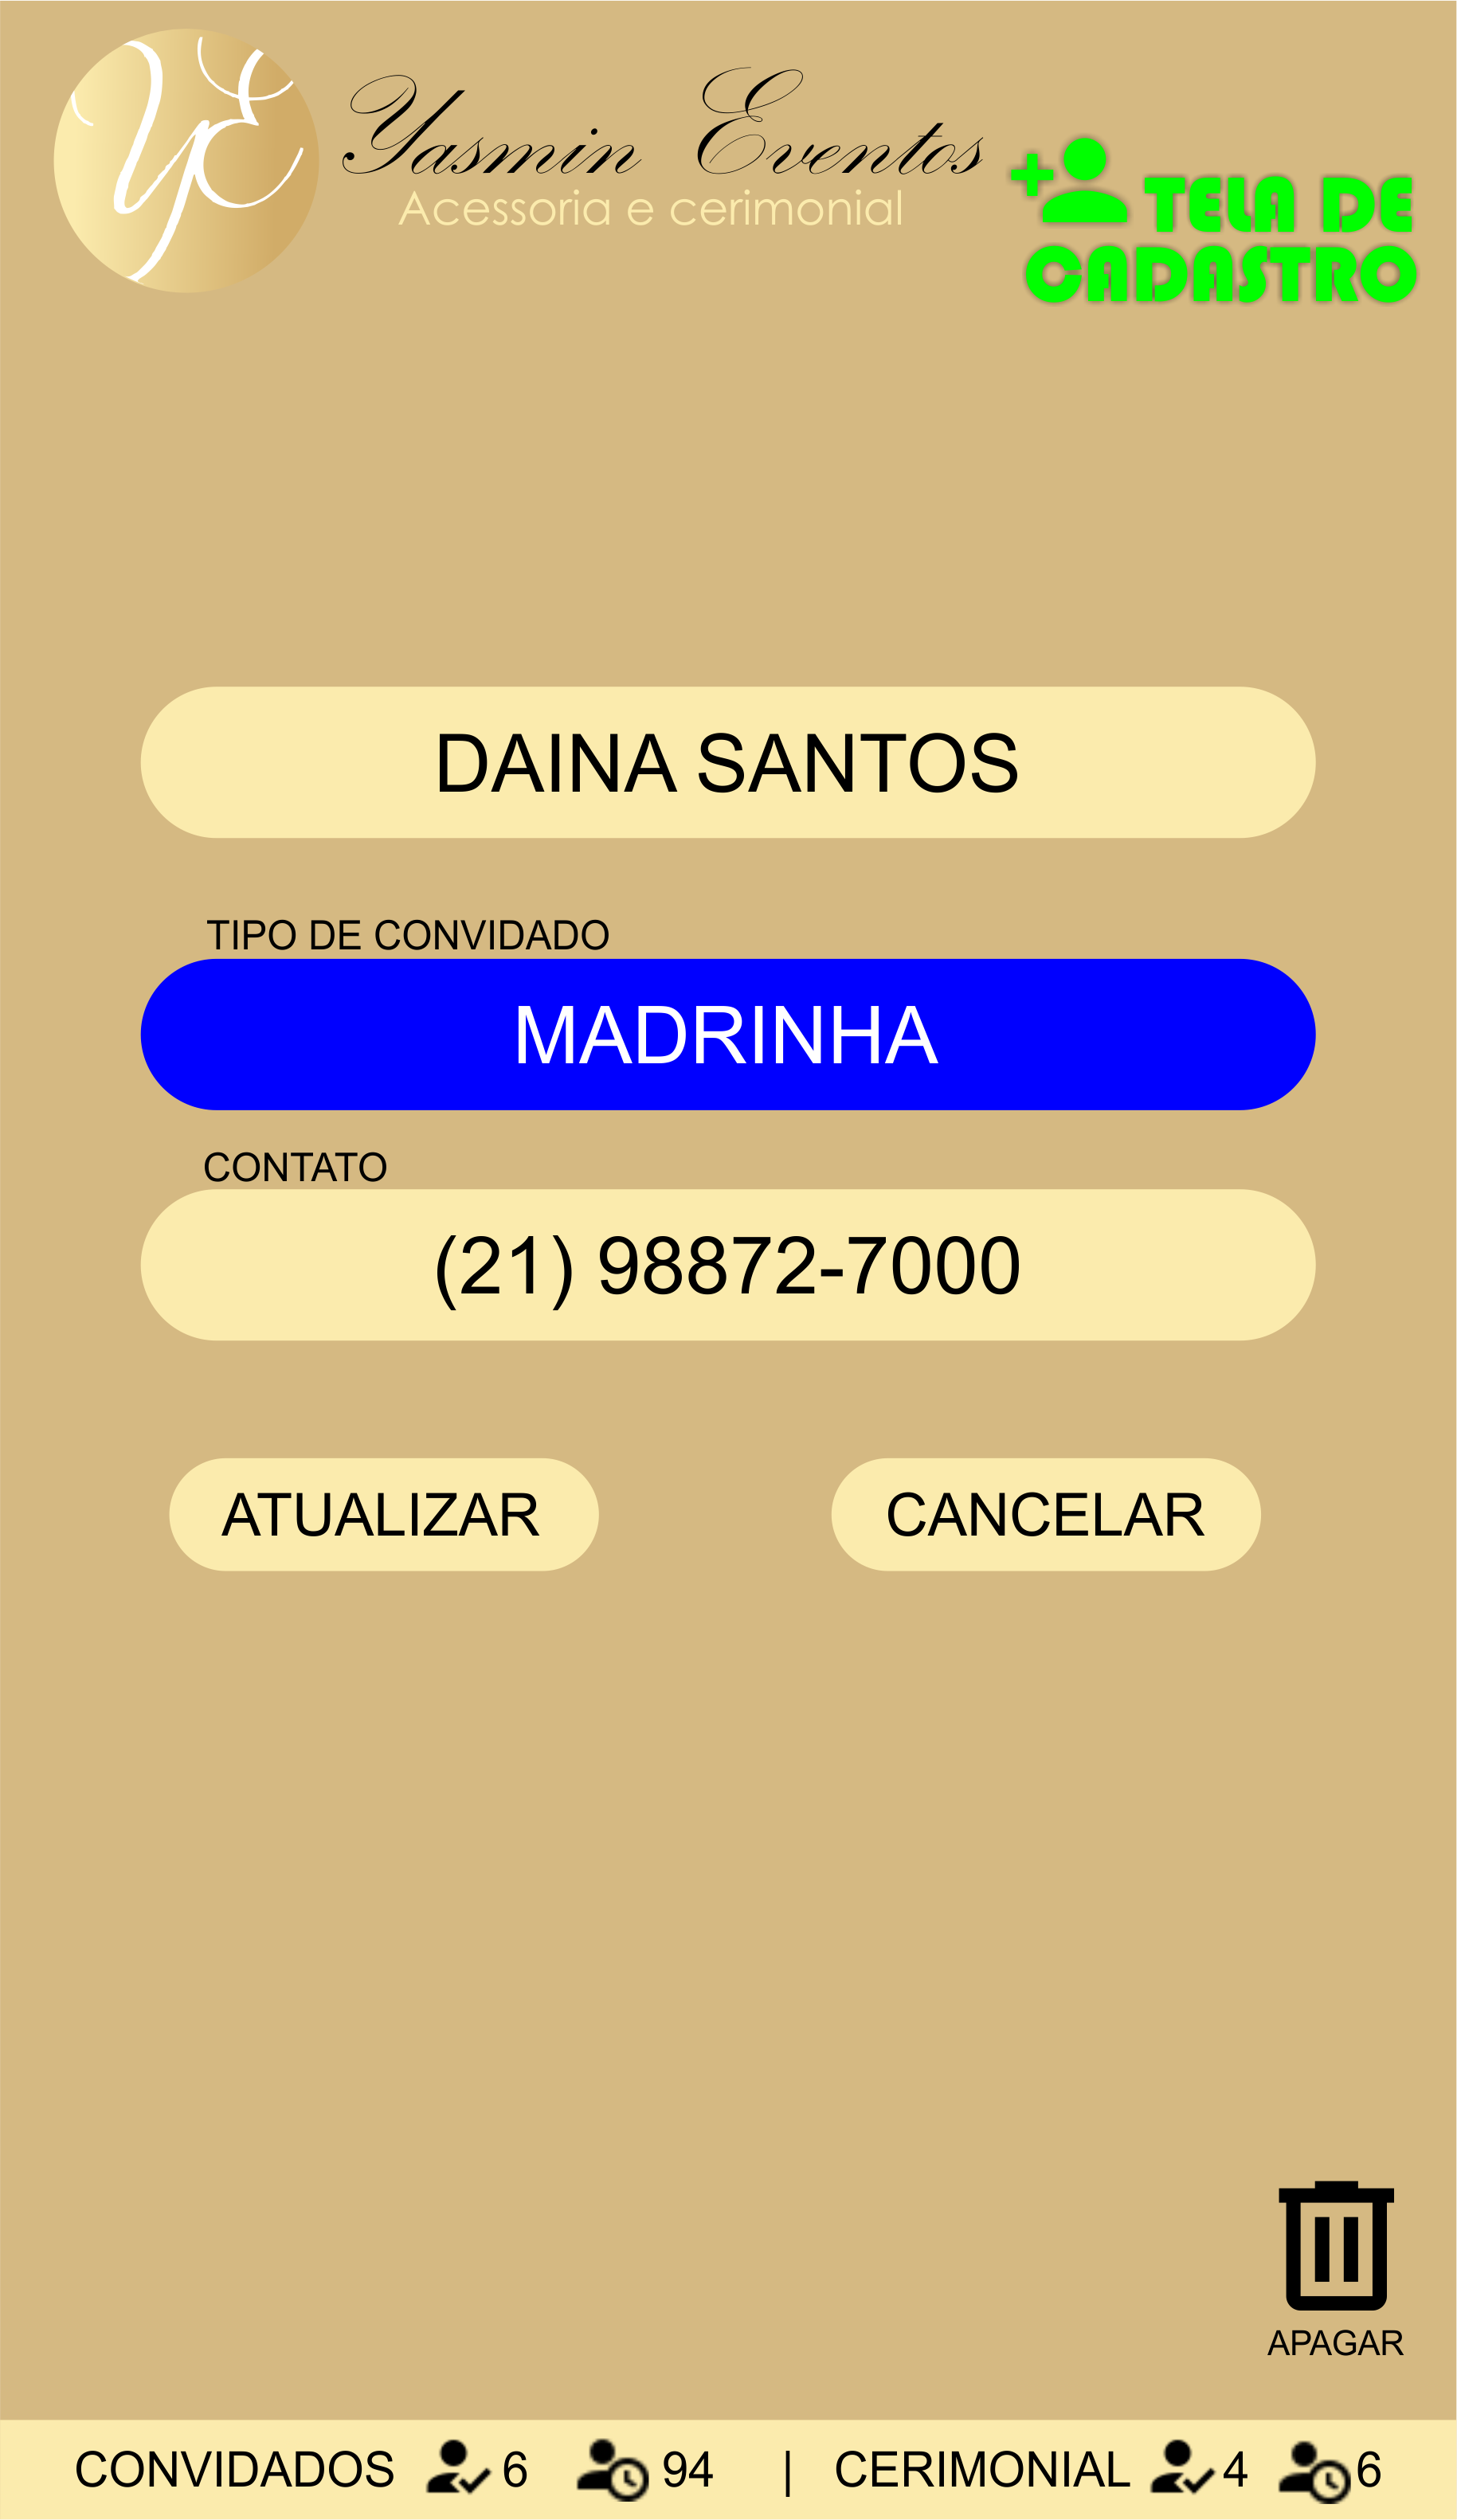 YE
Yasmin Eventos
Acessoria e cerimonial
TELA DE
CADASTRO
DAINA SANTOS
TIPO DE CONVIDADO
MADRINHA
CONTATO
(21) 98872-7000
ATUALIZAR
CANCELAR
APAGAR
CONVIDADOS 6 94 | CERIMONIAL 4 6